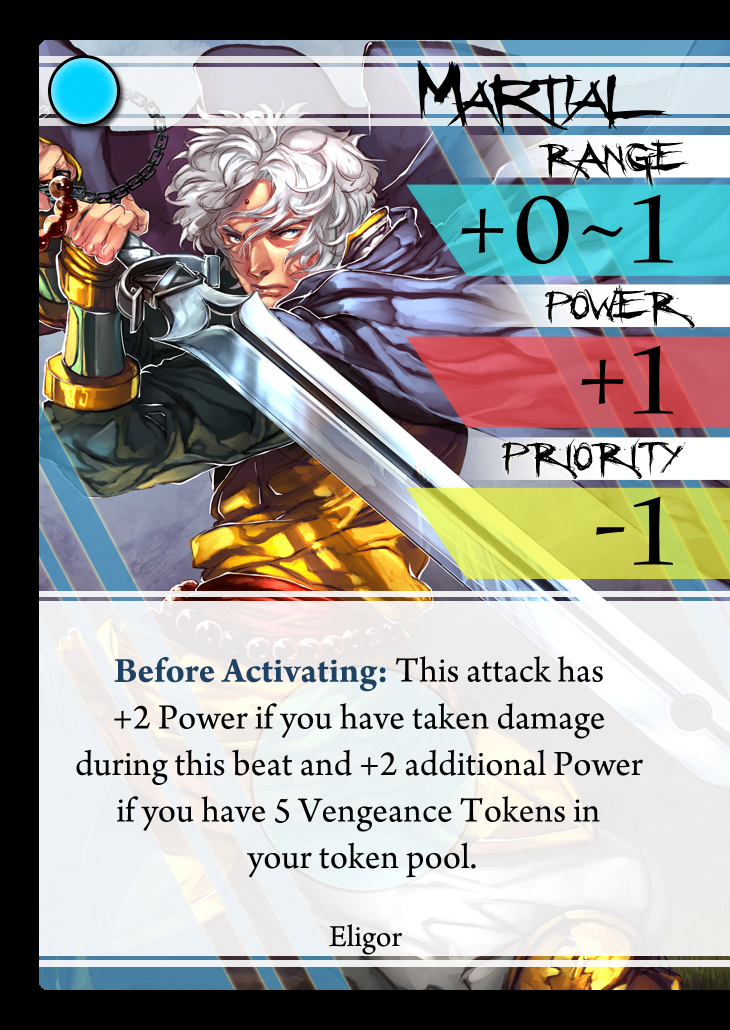 Martial
RANGE
+0~1
POWER
+1
PRIORITY
-1
Before Activating: This attack has
+2 Power if you have taken damage
during this beat and +2 additional Power
if you have 5 Vengeance Tokens in
your token pool.
Eligor